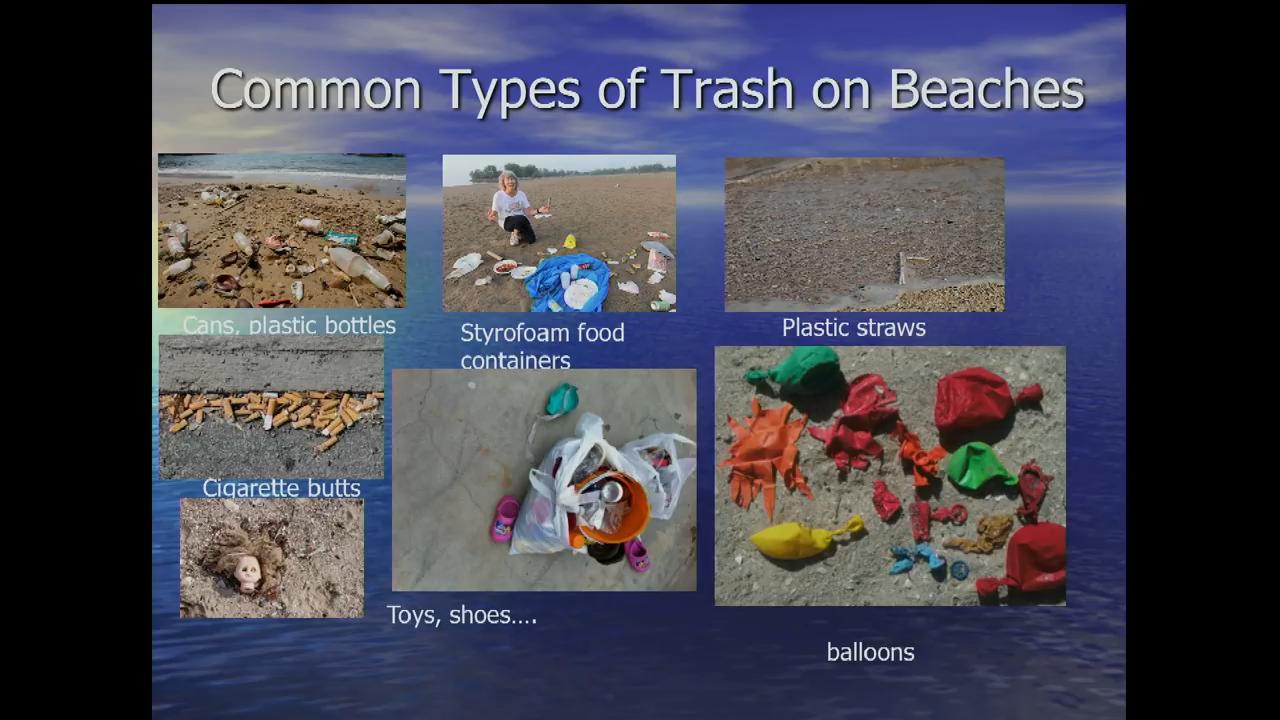 Common Types of Trash on Beaches
Cans, plastic bottles
Styrofoam food
containers
Plastic straws
Cigarette butts
Toys, shoes….
balloons